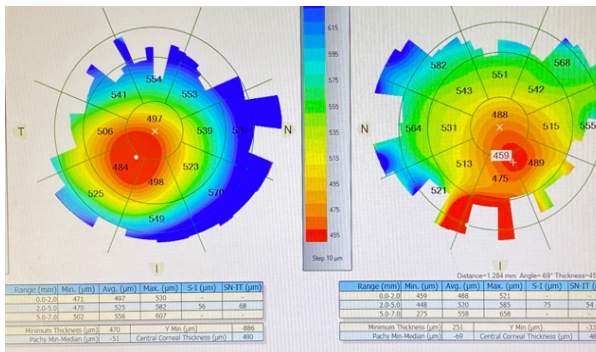 554
541
553
T
506
497
539
N
484
498
523
525
549
570
I
615
595
575
555
535
515
495
475
455
Step 10 µm
582
551
568
543
542
N
564
531
488
515
555
513
459
489
475
521
I
Distance=1.284 mm Angle=-69° Thickness=45
Range (mm) Min. (µm) Avg. (µm) Max. (µm) S-I (µm) SN-IT (µm)
0.0-2.0 471 497 530 - -
2.0-5.0 470 525 582 56 68
5.0-7.0 502 556 607 - -
Minimum Thickness (µm) 470 Y Min (µm) -886
Pachy Min-Median (µm) -51 Central Corneal Thickness (µm) 490
Range (mm) Min. (µm) Avg. (µm) Max. (µm) S-I (µm) SN-IT (
0.0-2.0 459 488 521 - -
2.0-5.0 448 520 585 75 54
5.0-7.0 275 558 658 - -
Minimum Thickness (µm) 251 Y Min (µm) -33
Pachy Min-Median (µm) -69 Central Corneal Thickness (µm) 48